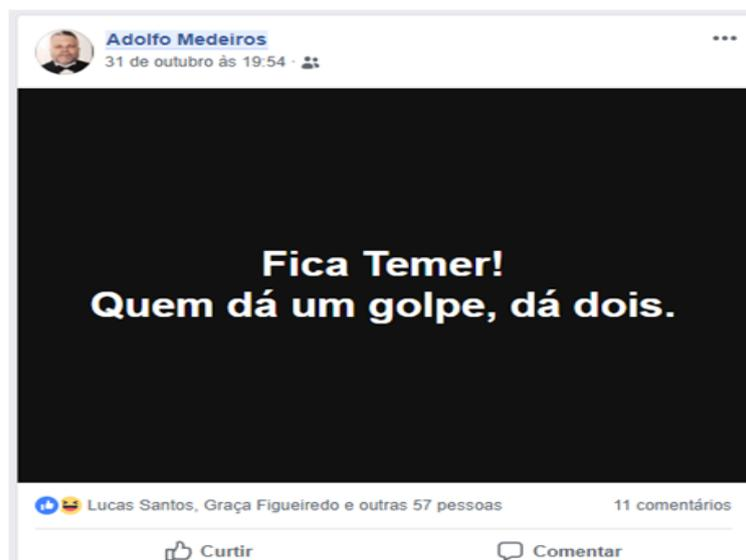 Adolfo Medeiros
31 de outubro às 19:54 ·
Fica Temer!
Quem dá um golpe, dá dois.
Lucas Santos, Graça Figueiredo e outras 57 pessoas
11 comentários
Curtir
Comentar